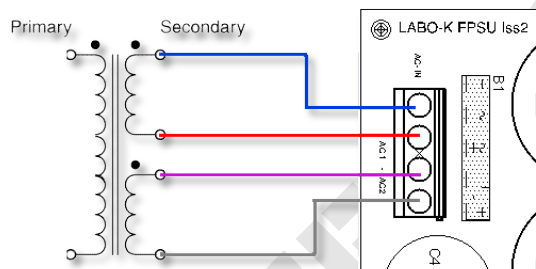 Primary
Secondary
LABO-K FPSU Iss2
AC-IN
B1
AC1 - AC2
C4